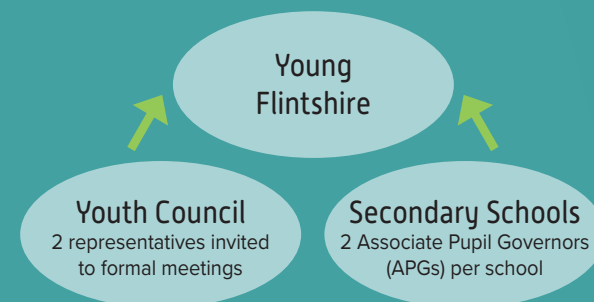 Young
Flintshire
Youth Council
2 representatives invited
to formal meetings
Secondary Schools
2 Associate Pupil Governors
(APGs) per school